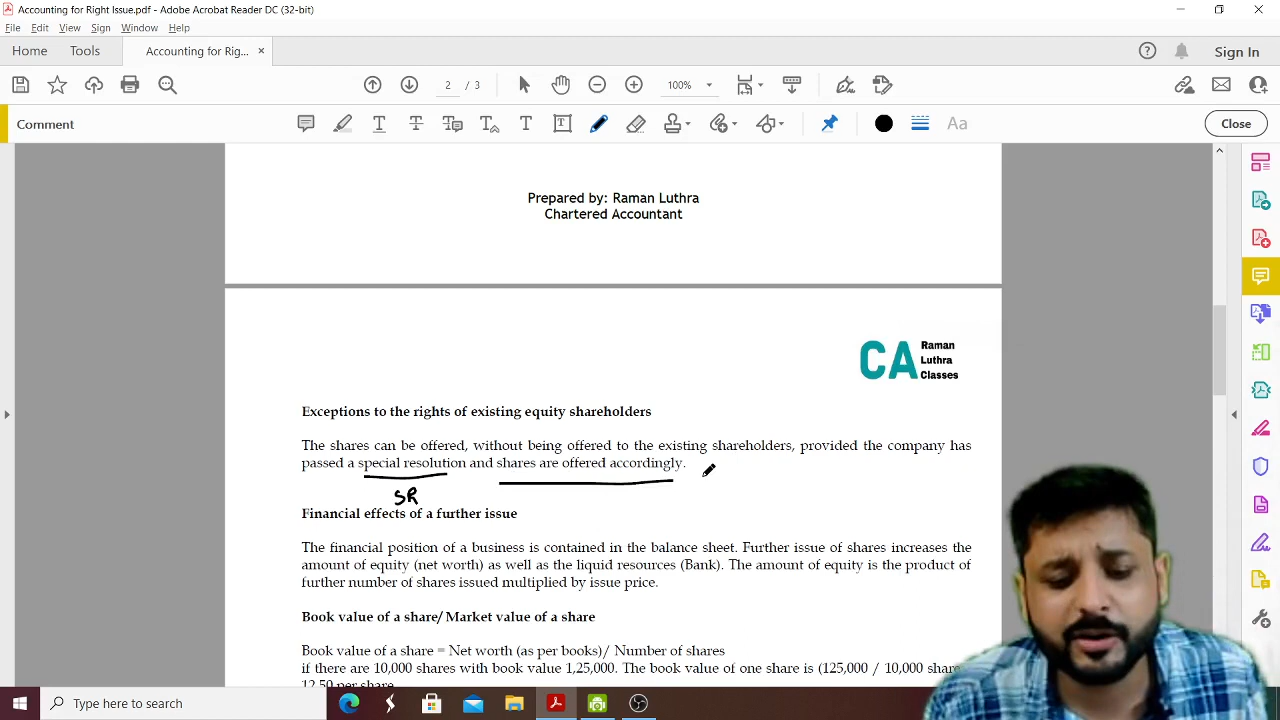 Accounting for Right Issue.pdf - Adobe Acrobat Reader DC (32-bit)
File Edit View Sign Window Help
Home Tools Accounting for Rig... × Sign In
2 / 3 100%
Comment Aa Close
Prepared by: Raman Luthra
Chartered Accountant
CA Raman
Luthra
Classes
Exceptions to the rights of existing equity shareholders
The shares can be offered, without being offered to the existing shareholders, provided the company has
passed a special resolution and shares are offered accordingly.
SR
Financial effects of a further issue
The financial position of a business is contained in the balance sheet. Further issue of shares increases the
amount of equity (net worth) as well as the liquid resources (Bank). The amount of equity is the product of
further number of shares issued multiplied by issue price.
Book value of a share/ Market value of a share
Book value of a share = Net worth (as per books)/ Number of shares
if there are 10,000 shares with book value 1,25,000. The book value of one share is (125,000 / 10,000
12.50 per share
Type here to search